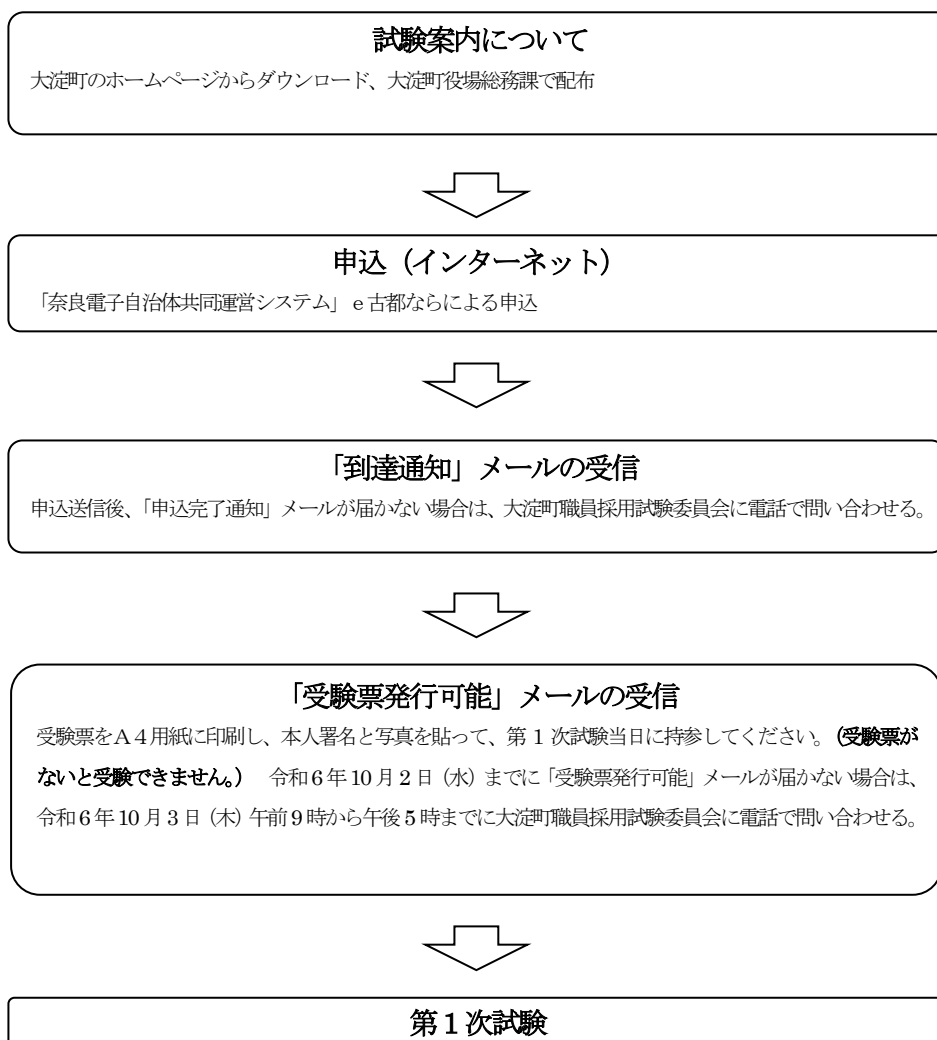 試験案内について
大淀町のホームページからダウンロード、大淀町役場総務課で配布
申込（インターネット）
「奈良電子自治体共同運営システム」ｅ古都ならによる申込
「到達通知」メールの受信
申込送信後、「申込完了通知」メールが届かない場合は、大淀町職員採用試験委員会に電話で問い合わせる。
「受験票発行可能」メールの受信
受験票をＡ４用紙に印刷し、本人署名と写真を貼って、第１次試験当日に持参してください。（受験票が
ないと受験できません。）　令和６年10月２日（水）までに「受験票発行可能」メールが届かない場合は、
令和６年10月３日（木）午前９時から午後５時までに大淀町職員採用試験委員会に電話で問い合わせる。
第１次試験